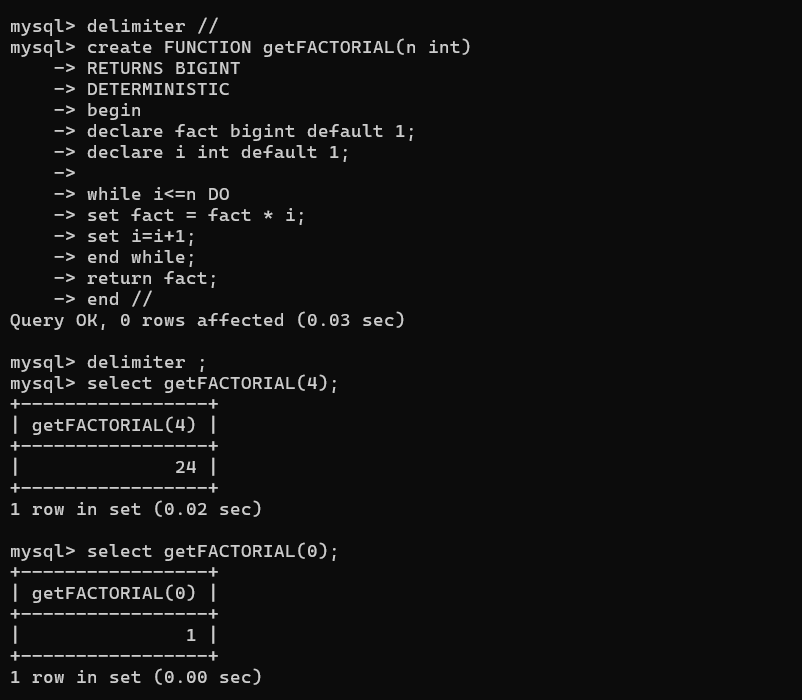 mysql> delimiter //
mysql> create FUNCTION getFACTORIAL(n int)
    -> RETURNS BIGINT
    -> DETERMINISTIC
    -> begin
    -> declare fact bigint default 1;
    -> declare i int default 1;
    ->
    -> while i<=n DO
    -> set fact = fact * i;
    -> set i=i+1;
    -> end while;
    -> return fact;
    -> end //
Query OK, 0 rows affected (0.03 sec)

mysql> delimiter ;
mysql> select getFACTORIAL(4);
+-----------------+
| getFACTORIAL(4) |
+-----------------+
|              24 |
+-----------------+
1 row in set (0.02 sec)

mysql> select getFACTORIAL(0);
+-----------------+
| getFACTORIAL(0) |
+-----------------+
|               1 |
+-----------------+
1 row in set (0.00 sec)